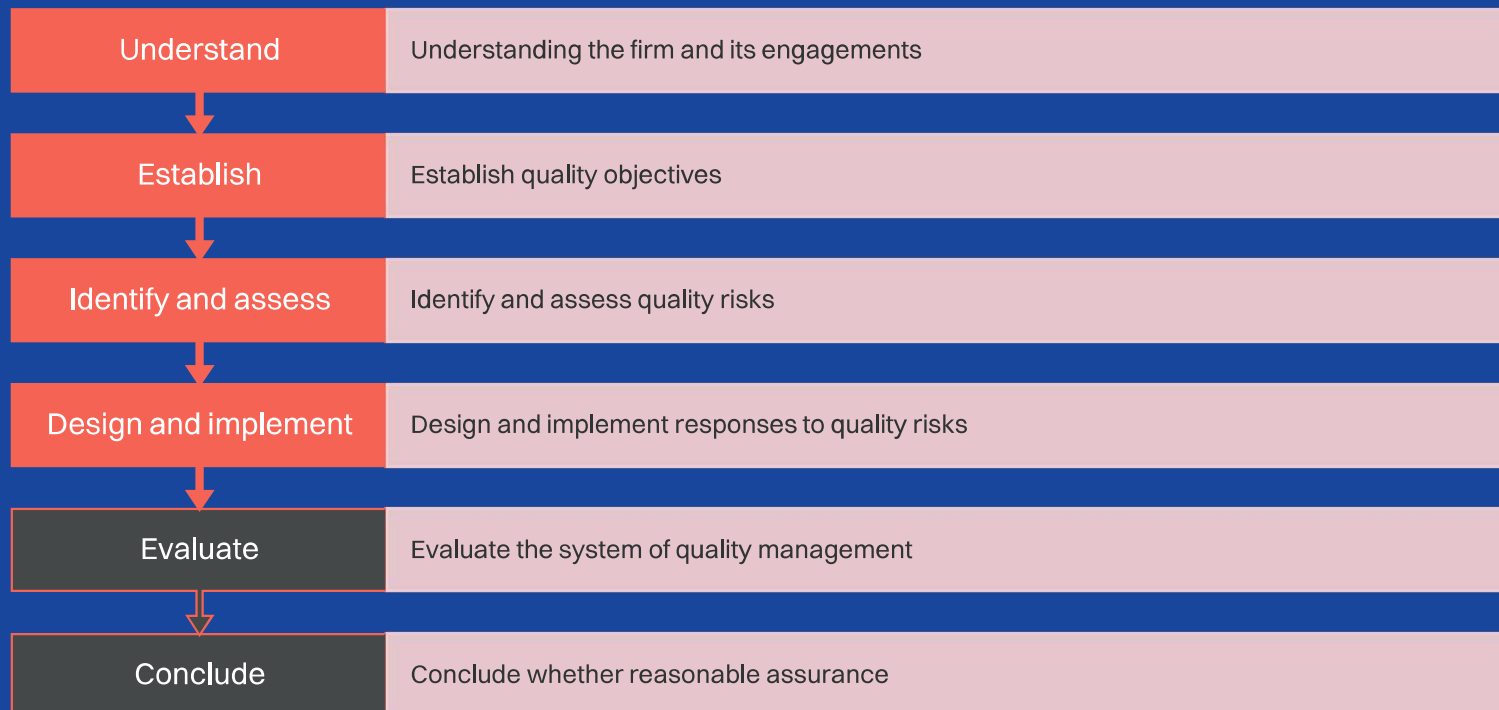 Understand
Understanding the firm and its engagements
Establish
Establish quality objectives
Identify and assess
Identify and assess quality risks
Design and implement
Design and implement responses to quality risks
Evaluate
Evaluate the system of quality management
Conclude
Conclude whether reasonable assurance